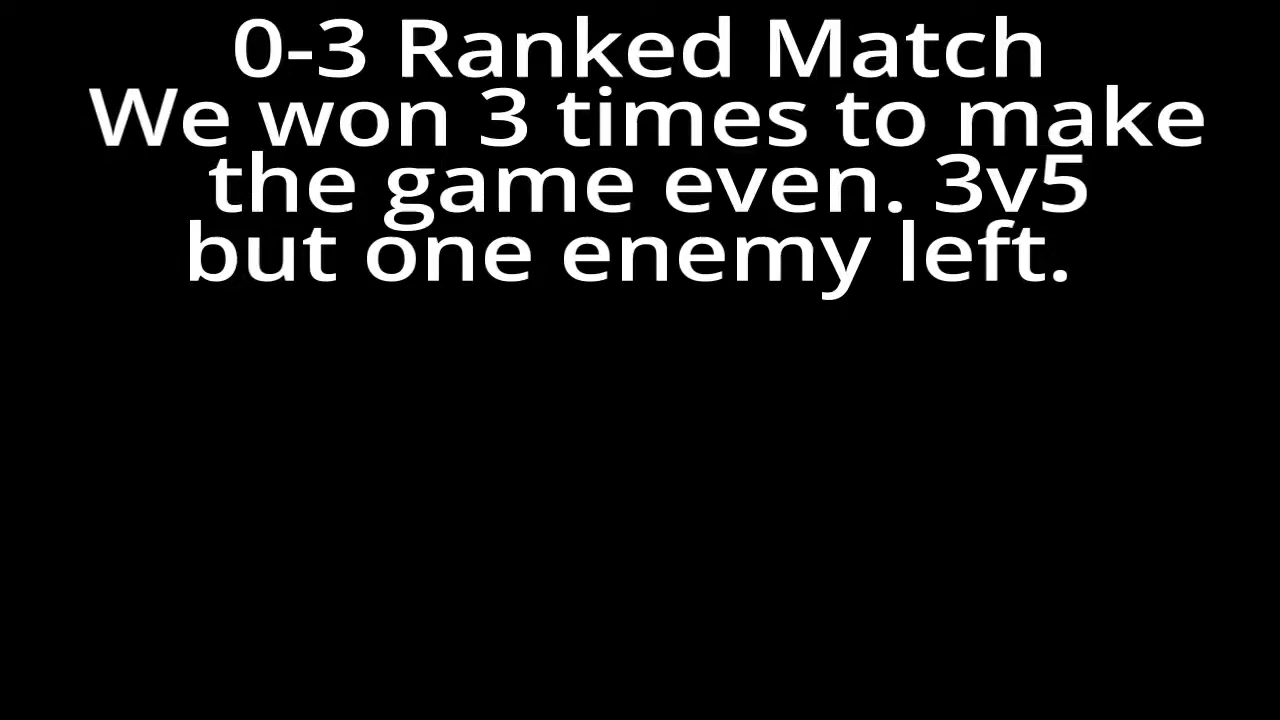 0-3 Ranked Match
We won 3 times to make
the game even. 3v5
but one enemy left.